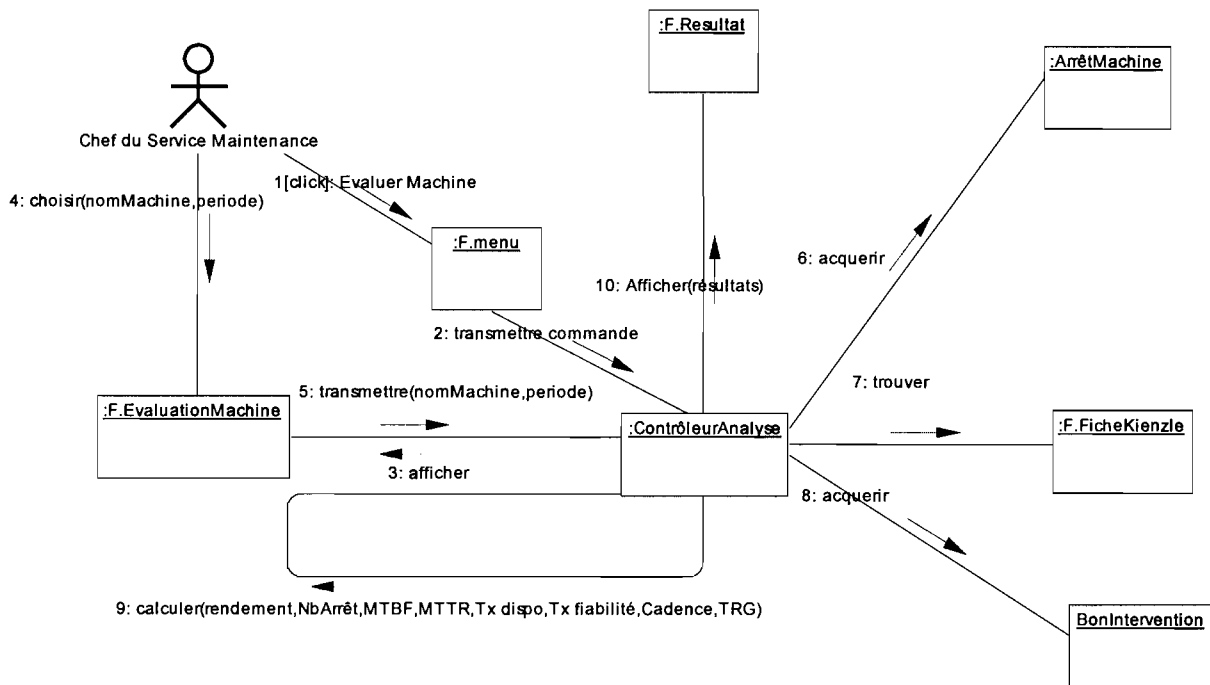 :F.Resultat
:ArrêtMachine
Chef du Service Maintenance
1[click]: Evaluer Machine
4: choisir(nomMachine,periode)
:F.menu
6: acquerir
10: Afficher(résultats)
2: transmettre commande
7: trouver
5: transmettre(nomMachine,periode)
:F.EvaluationMachine
:ContrôleurAnalyse
:F.FicheKienzle
3: afficher
8: acquerir
9: calculer(rendement,NbArrêt,MTBF,MTTR,Tx dispo,Tx fiabilité,Cadence,TRG)
BonIntervention